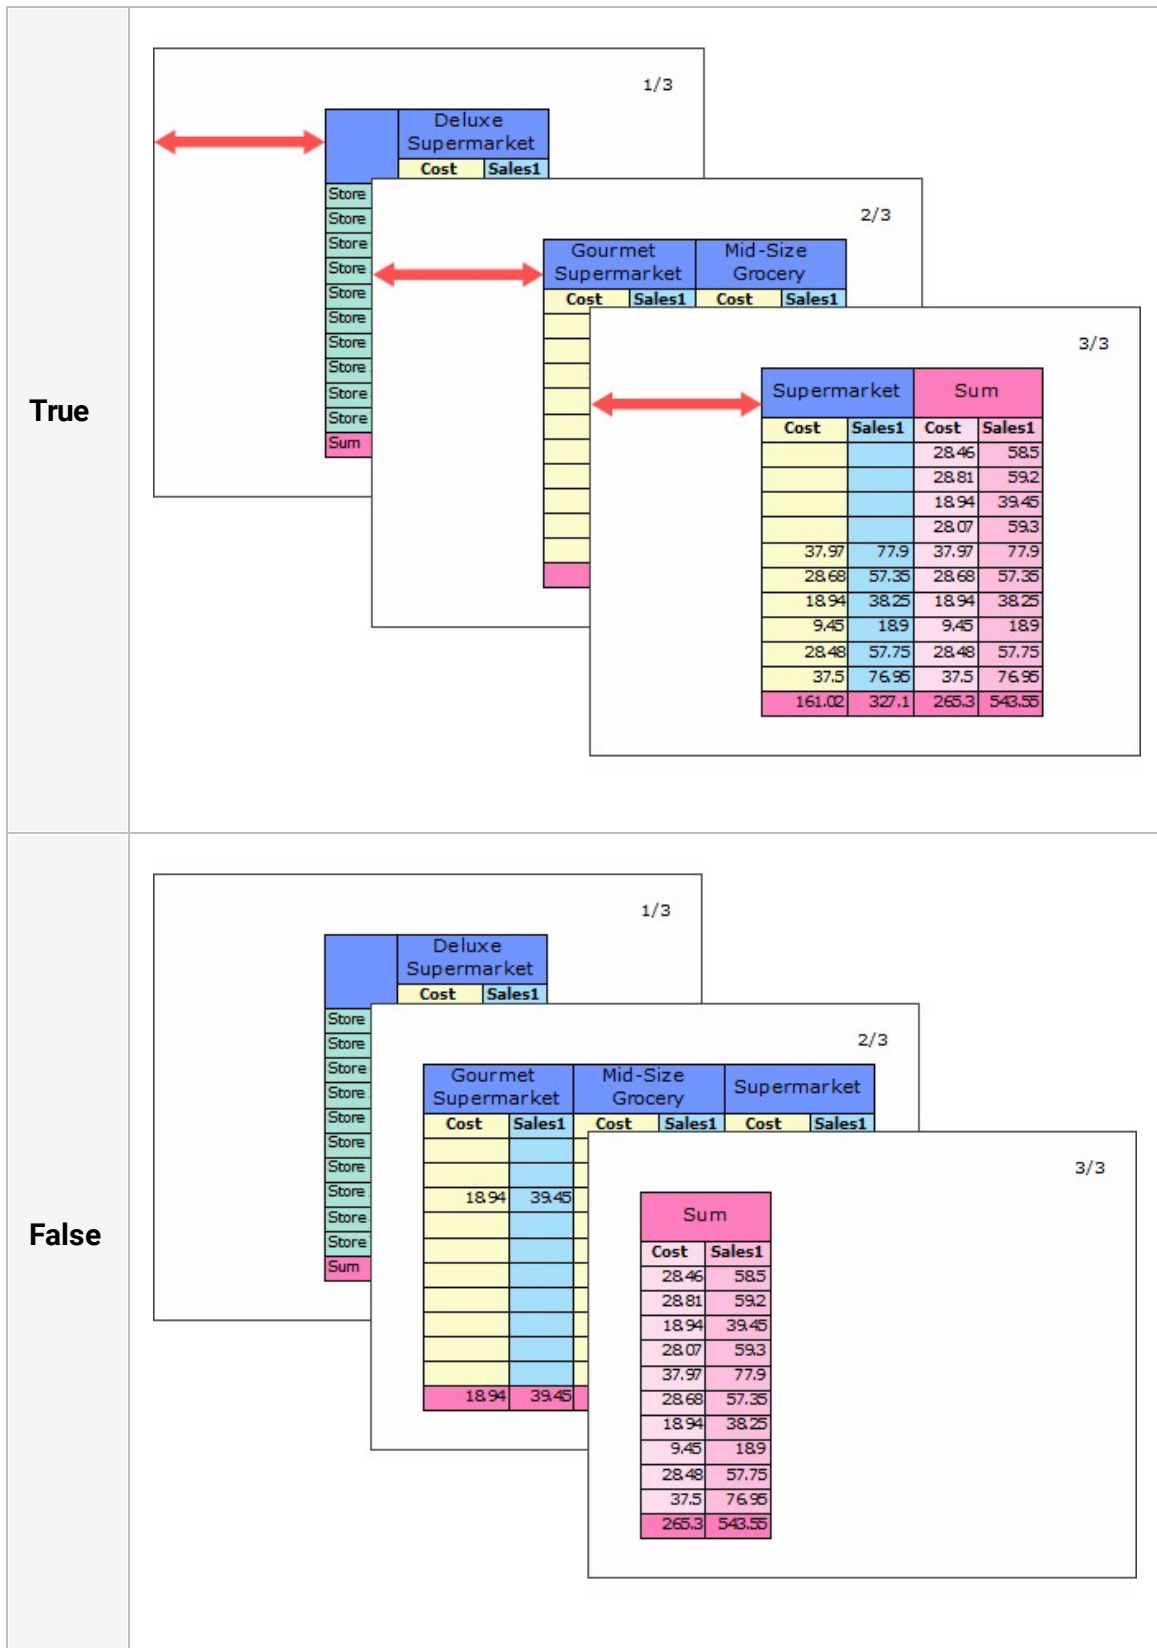 True
1/3
Deluxe
Supermarket
Cost Sales1
Store
Store
Store
Store
Store
Store
Store
Store
Store
Store
Sum
2/3
Gourmet Mid-Size
Supermarket Grocery
Cost Sales1 Cost Sales1
3/3
Supermarket Sum
Cost Sales1 Cost Sales1
28.46 58.5
28.81 59.2
18.94 39.45
28.07 59.3
37.97 77.9 37.97 77.9
28.68 57.35 28.68 57.35
18.94 38.25 18.94 38.25
9.45 18.9 9.45 18.9
28.48 57.75 28.48 57.75
37.5 76.95 37.5 76.95
161.02 327.1 265.3 543.55
False
1/3
Deluxe
Supermarket
Cost Sales1
Store
Store
Store
Store
Store
Store
Store
Store
Store
Store
Sum
2/3
Gourmet Mid-Size Supermarket
Supermarket Grocery
Cost Sales1 Cost Sales1 Cost Sales1
18.94 39.45
18.94 39.45
3/3
Sum
Cost Sales1
28.46 58.5
28.81 59.2
18.94 39.45
28.07 59.3
37.97 77.9
28.68 57.35
18.94 38.25
9.45 18.9
28.48 57.75
37.5 76.95
265.3 543.55